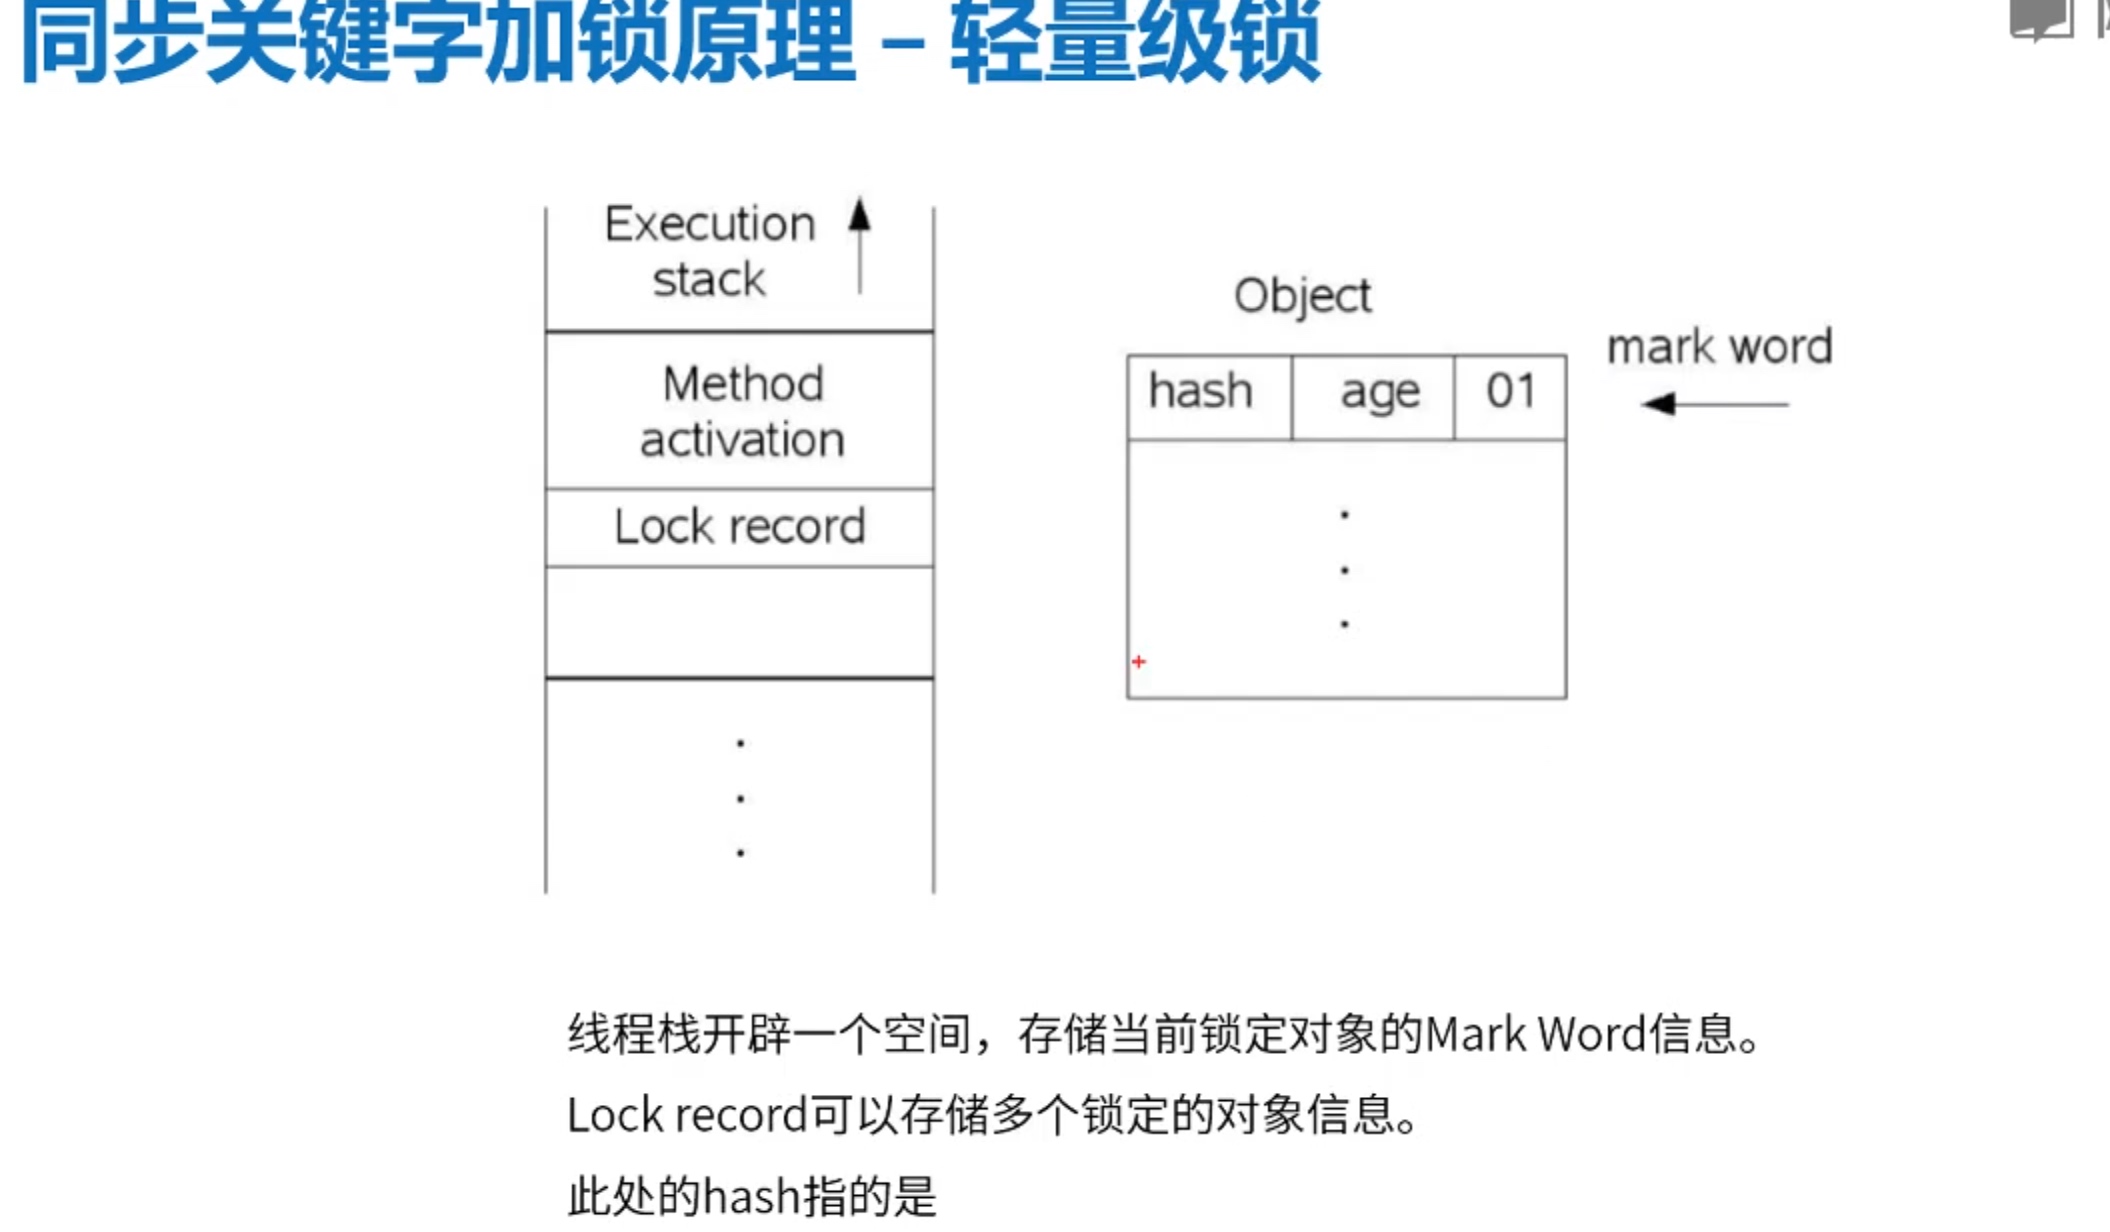 同步关键字加锁原理 – 轻量级锁
Execution
stack
Method
activation
Lock record
Object
mark word
hash
age
01
线程栈开辟一个空间，存储当前锁定对象的Mark Word信息。
Lock record可以存储多个锁定的对象信息。
此处的hash指的是